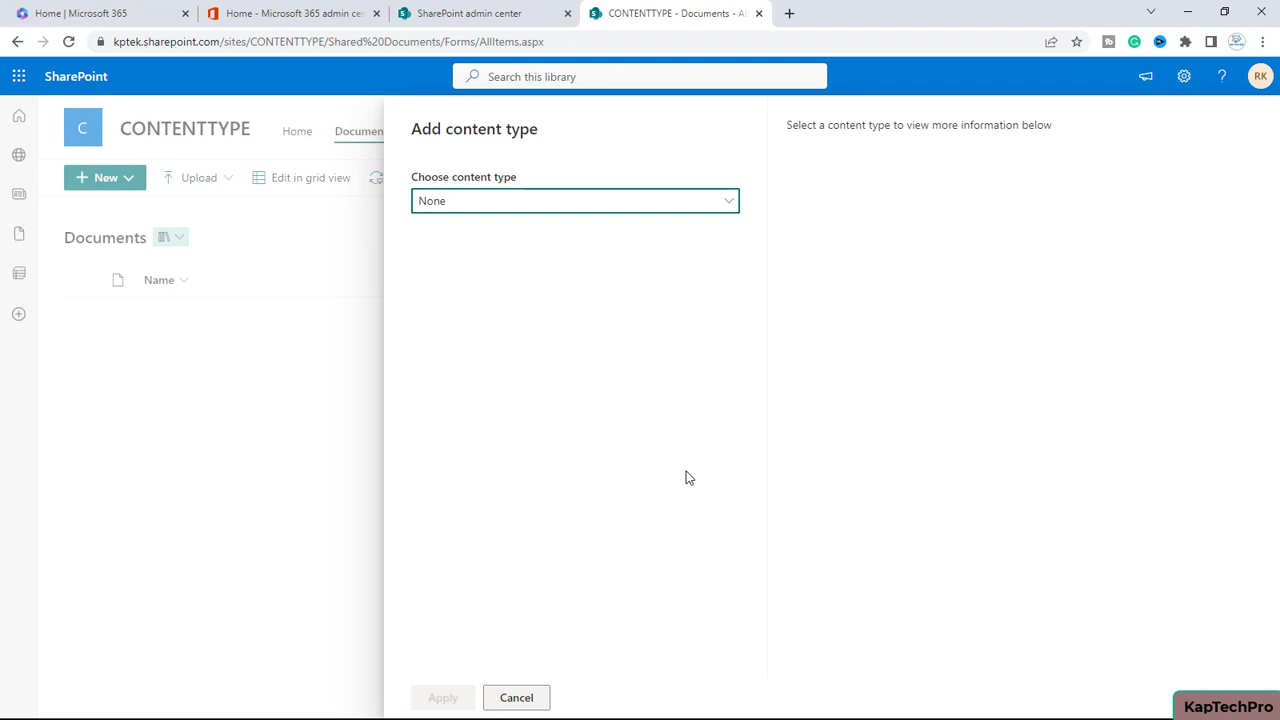 Home | Microsoft 365
Home - Microsoft 365 admin cen
SharePoint admin center
CONTENTTYPE - Documents - All
kptek.sharepoint.com/sites/CONTENTTYPE/Shared%20Documents/Forms/AllItems.aspx
SharePoint
Search this library
RK
C
CONTENTTYPE
Home
Documen
New
Upload
Edit in grid view
Documents
Name
Add content type
Choose content type
None
Select a content type to view more information below
Apply
Cancel
KapTechPro